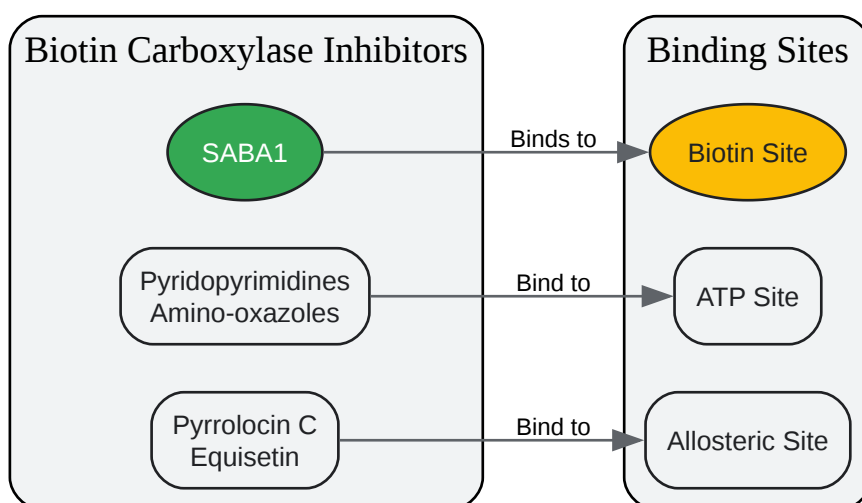 Biotin Carboxylase Inhibitors
Binding Sites
SABA1
Binds to
Biotin Site
Pyridopyrimidines
Amino-oxazoles
Bind to
ATP Site
Pyrrolocin C
Equisetin
Bind to
Allosteric Site